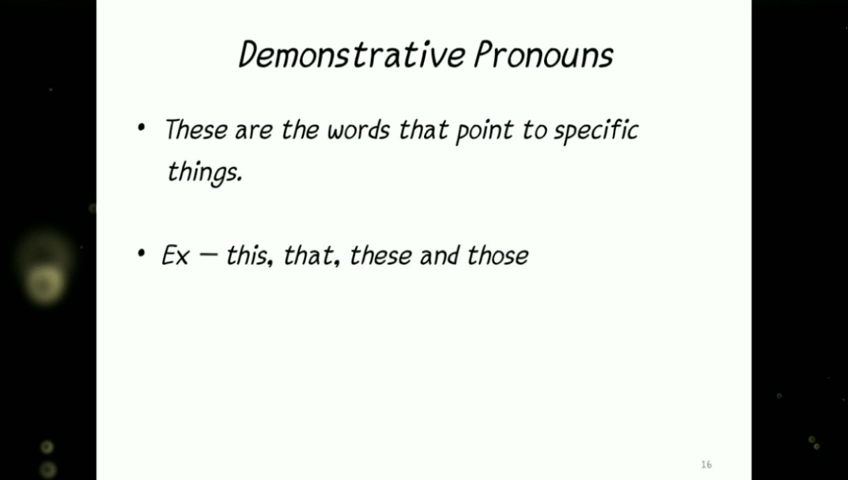 Demonstrative Pronouns
• These are the words that point to specific
things.
• Ex – this, that, these and those
16